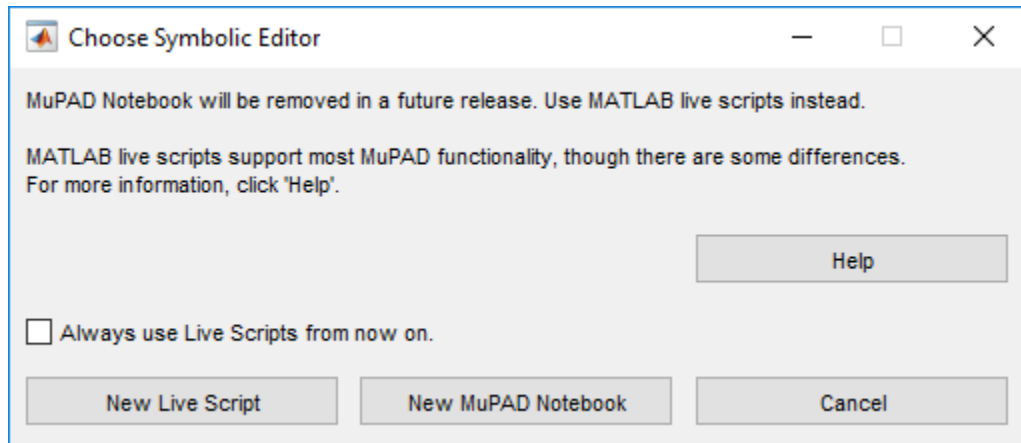 Choose Symbolic Editor
MuPAD Notebook will be removed in a future release. Use MATLAB live scripts instead.
MATLAB live scripts support most MuPAD functionality, though there are some differences.
For more information, click 'Help'.
Help
Always use Live Scripts from now on.
New Live Script
New MuPAD Notebook
Cancel